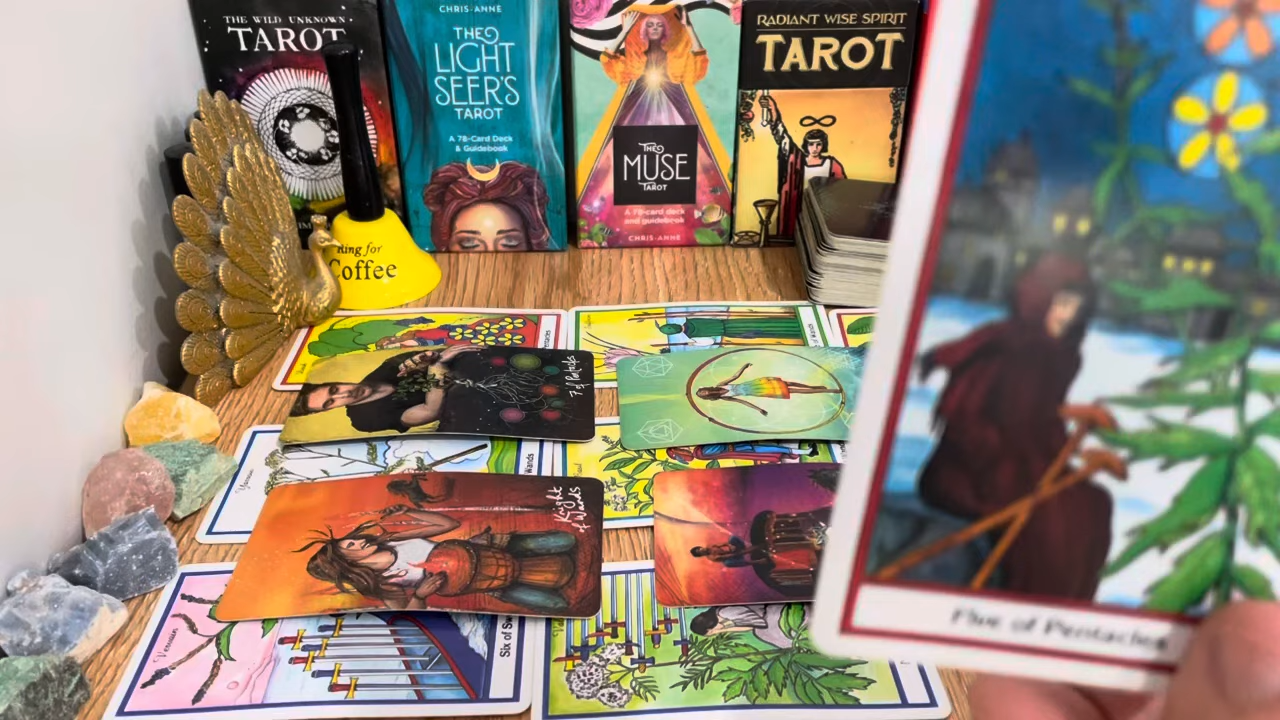 THE WILD UNKNOWN
TAROT
CHRIS-ANNE
THE
LIGHT
SEER'S
TAROT
A 78-Card Deck
& Guidebook
THE
MUSE
TAROT
A 78-card deck
and guidebook
CHRIS-ANNE
RADIANT WISE SPIRIT
TAROT
Ring for
Coffee
7 of Pentacles
Wands
Knight
of Wands
Six of
Five of Pentacles